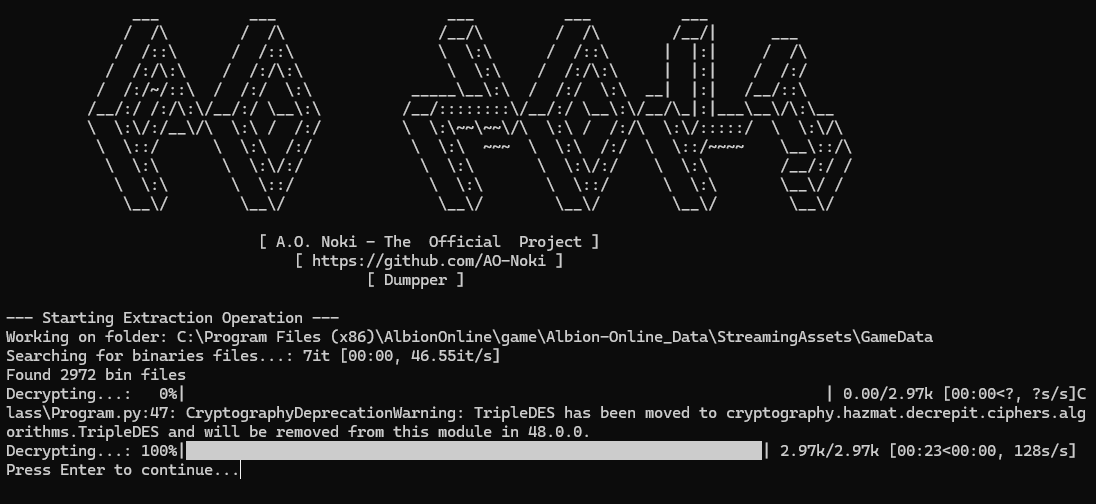 [ A.O. Noki - The  Official  Project ]
[ https://github.com/AO-Noki ]
[ Dumpper ]
--- Starting Extraction Operation ---
Working on folder: C:\Program Files (x86)\AlbionOnline\game\Albion-Online_Data\StreamingAssets\GameData
Searching for binaries files...: 7it [00:00, 46.55it/s]
Found 2972 bin files
Decrypting...:   0%|                                                                       | 0.00/2.97k [00:00<?, ?s/s]C
lass\Program.py:47: CryptographyDeprecationWarning: TripleDES has been moved to cryptography.hazmat.decrepit.ciphers.alg
orithms.TripleDES and will be removed from this module in 48.0.0.
Decrypting...: 100%|████████████████████████████████████████████████████████████████| 2.97k/2.97k [00:23<00:00, 128s/s]
Press Enter to continue...